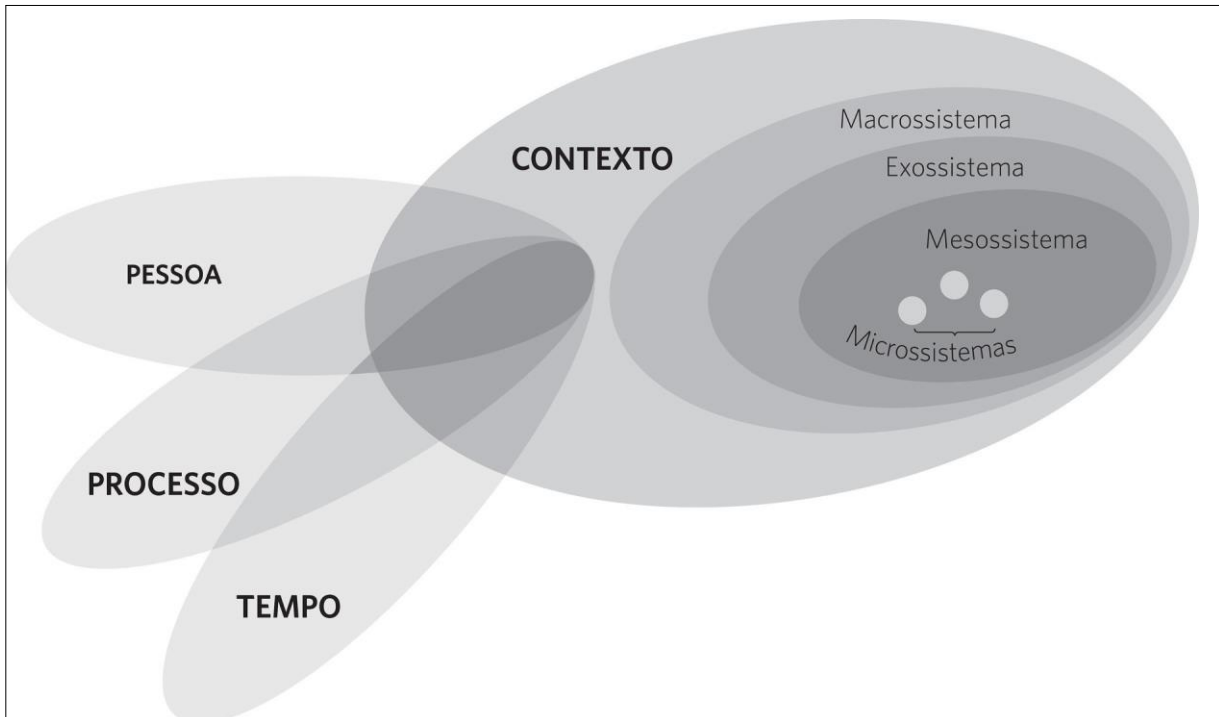 Macrossistema
CONTEXTO
Exossistema
Mesossistema
PESSOA
Microssistemas
PROCESSO
TEMPO